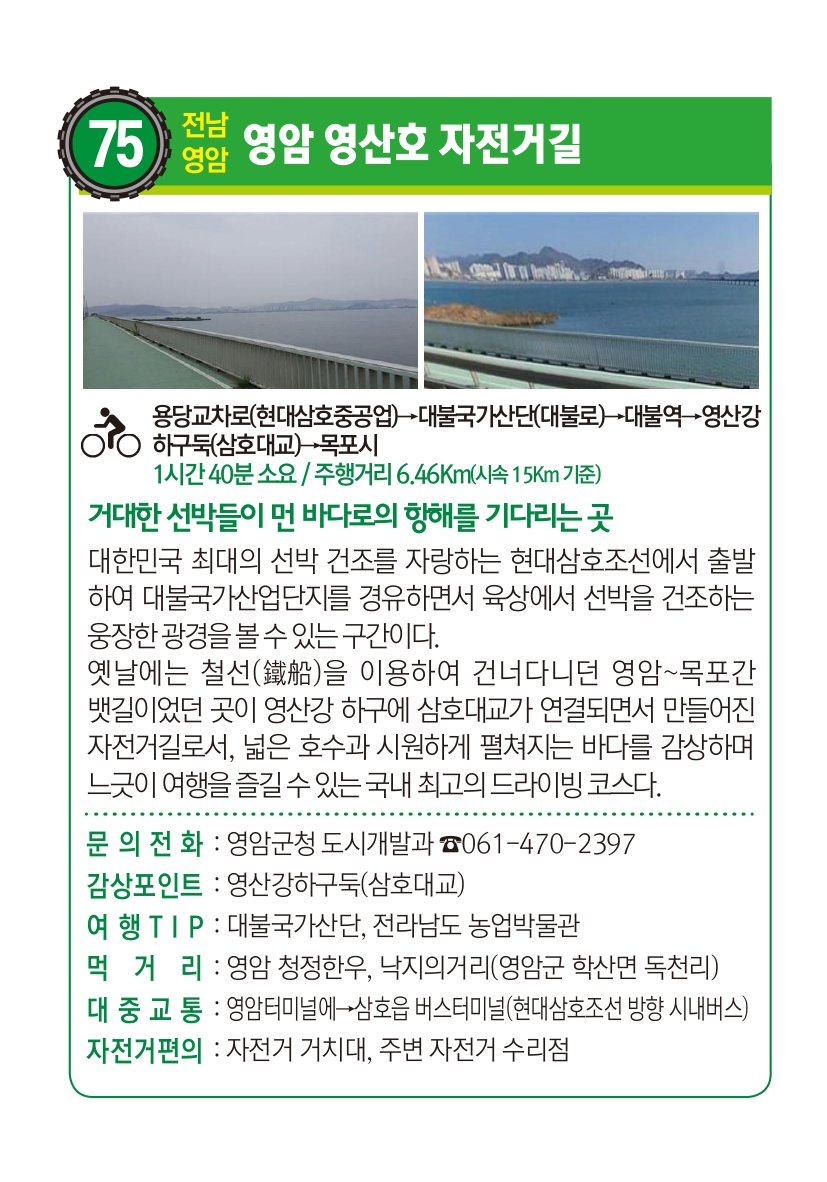 75
전남
영암
영암 영산호 자전거길
용당교차로(현대삼호중공업)→대불국가산단(대불로)→대불역→영산강
하구둑(삼호대교)→목포시
1시간 40분 소요 / 주행거리 6.46Km(시속 15Km 기준)
거대한 선박들이 먼 바다로의 항해를 기다리는 곳
대한민국 최대의 선박 건조를 자랑하는 현대삼호조선에서 출발
하여 대불국가산업단지를 경유하면서 육상에서 선박을 건조하는
웅장한 광경을 볼 수 있는 구간이다.
옛날에는 철선(鐵船)을 이용하여 건너다니던 영암~목포간
뱃길이었던 곳이 영산강 하구에 삼호대교가 연결되면서 만들어진
자전거길로서, 넓은 호수과 시원하게 펼쳐지는 바다를 감상하며
느긋이 여행을 즐길 수 있는 국내 최고의 드라이빙 코스다.
문 의 전 화 : 영암군청 도시개발과 ☎061-470-2397
감상포인트 : 영산강하구둑(삼호대교)
여 행 T I P : 대불국가산단, 전라남도 농업박물관
먹 거 리 : 영암 청정한우, 낙지의거리(영암군 학산면 독천리)
대 중 교 통 : 영암터미널에→삼호읍 버스터미널(현대삼호조선 방향 시내버스)
자전거편의 : 자전거 거치대, 주변 자전거 수리점